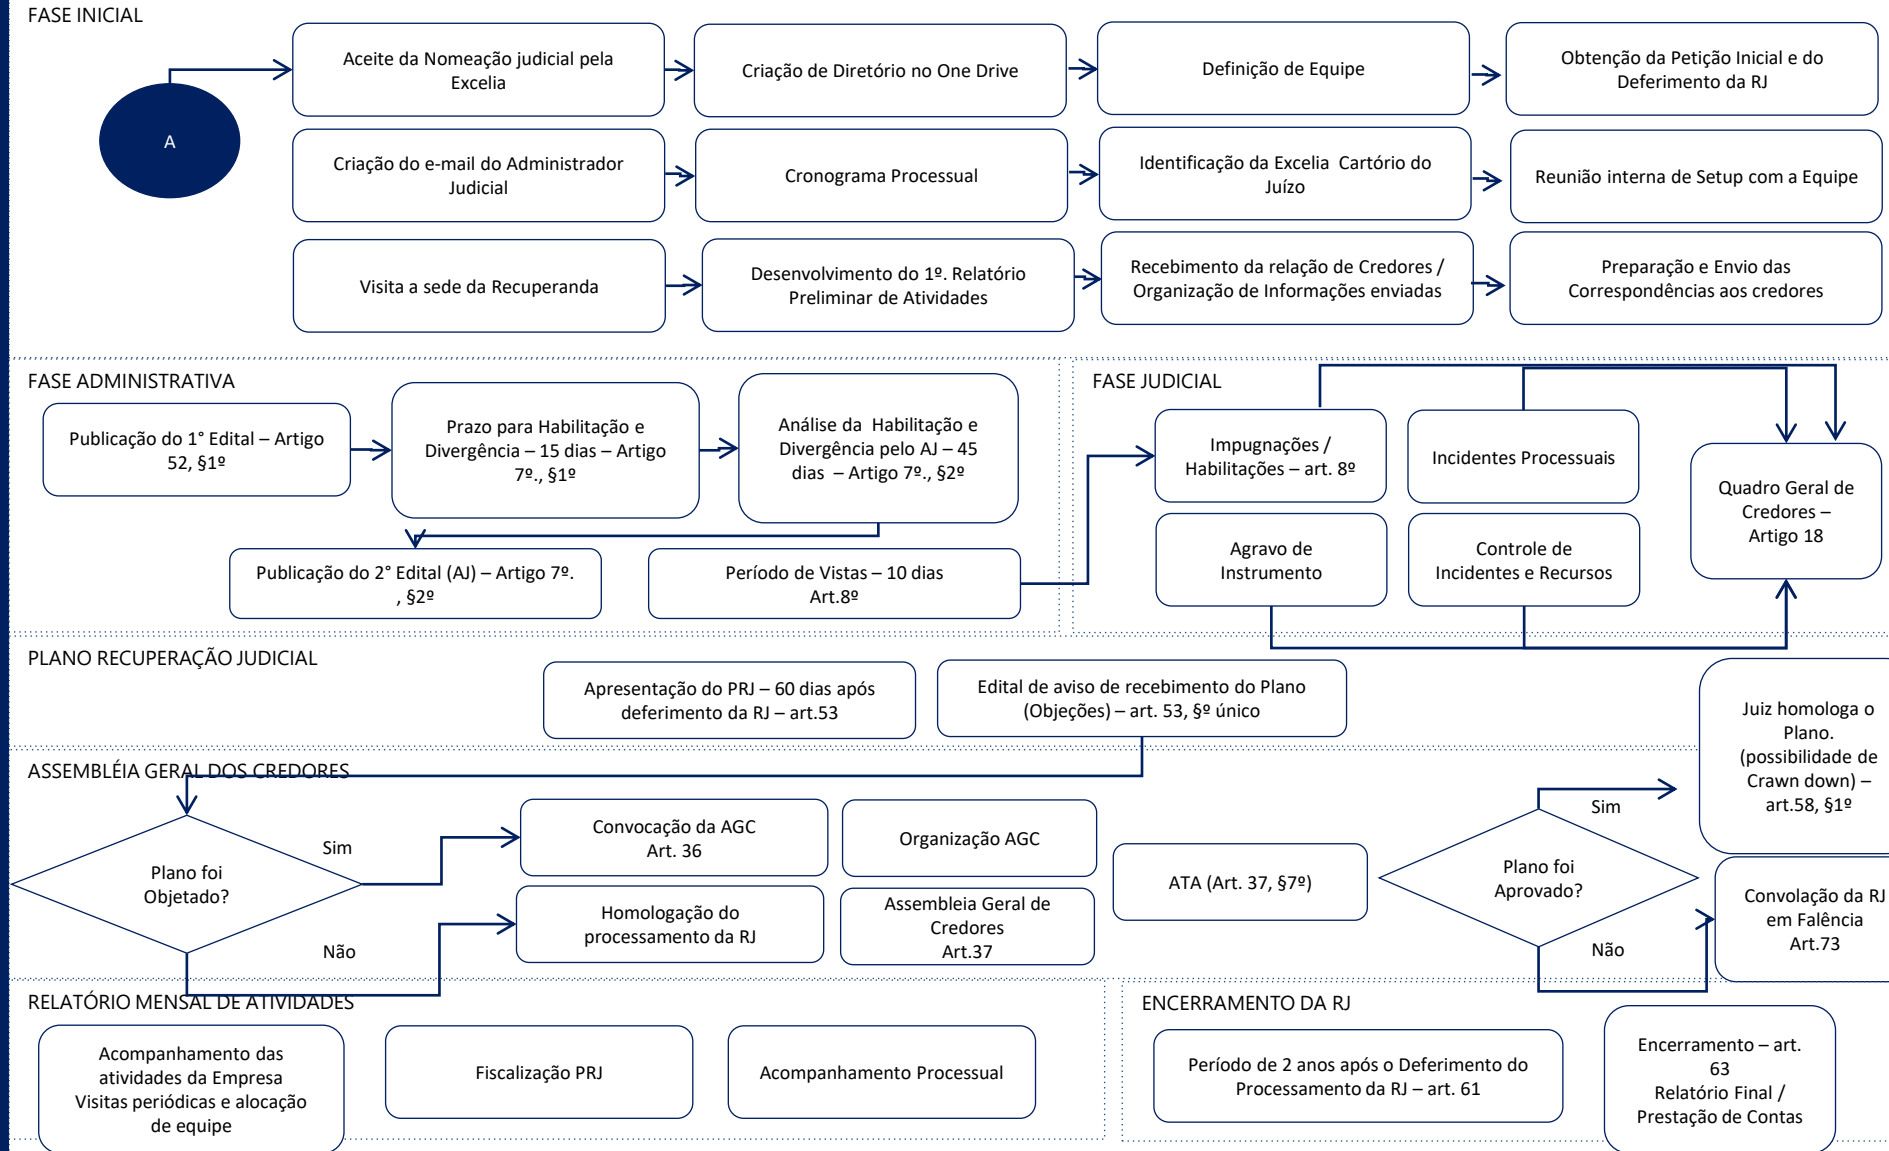 FASE INICIAL
A
Aceite da Nomeação judicial pela
Excelia
Criação de Diretório no One Drive
Definição de Equipe
Obtenção da Petição Inicial e do
Deferimento da RJ
Criação do e-mail do Administrador
Judicial
Cronograma Processual
Identificação da Excelia Cartório do
Juízo
Reunião interna de Setup com a Equipe
Visita a sede da Recuperanda
Desenvolvimento do 1º. Relatório
Preliminar de Atividades
Recebimento da relação de Credores /
Organização de Informações enviadas
Preparação e Envio das
Correspondências aos credores
FASE ADMINISTRATIVA
Publicação do 1° Edital – Artigo
52, §1º
Prazo para Habilitação e
Divergência – 15 dias – Artigo
7º., §1º
Análise da Habilitação e
Divergência pelo AJ – 45
dias – Artigo 7º., §2º
Publicação do 2° Edital (AJ) – Artigo 7º.
, §2º
Período de Vistas – 10 dias
Art.8º
FASE JUDICIAL
Impugnações /
Habilitações – art. 8º
Incidentes Processuais
Agravo de
Instrumento
Controle de
Incidentes e Recursos
Quadro Geral de
Credores –
Artigo 18
PLANO RECUPERAÇÃO JUDICIAL
Apresentação do PRJ – 60 dias após
deferimento da RJ – art.53
Edital de aviso de recebimento do Plano
(Objeções) – art. 53, §º único
Juiz homologa o
Plano.
(possibilidade de
Crawn down) –
art.58, §1º
ASSEMBLÉIA GERAL DOS CREDORES
Plano foi
Objetado?
Sim
Não
Convocação da AGC
Art. 36
Organização AGC
Homologação do
processamento da RJ
Assembleia Geral de
Credores
Art.37
ATA (Art. 37, §7º)
Plano foi
Aprovado?
Sim
Não
Convolação da RJ
em Falência
Art.73
RELATÓRIO MENSAL DE ATIVIDADES
Acompanhamento das
atividades da Empresa
Visitas periódicas e alocação
de equipe
Fiscalização PRJ
Acompanhamento Processual
ENCERRAMENTO DA RJ
Período de 2 anos após o Deferimento do
Processamento da RJ – art. 61
Encerramento – art.
63
Relatório Final /
Prestação de Contas